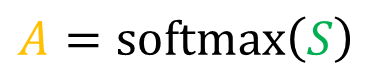 A = softmax(S)